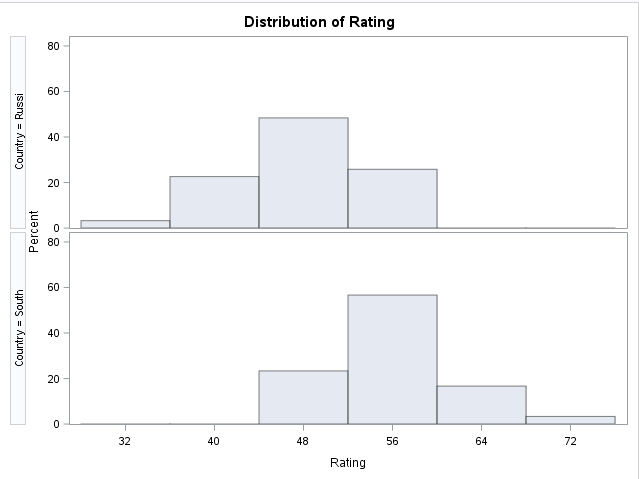 Distribution of Rating
Country = Russi
80
60
40
20
0
Percent
Country = South
80
60
40
20
0
32 40 48 56 64 72
Rating